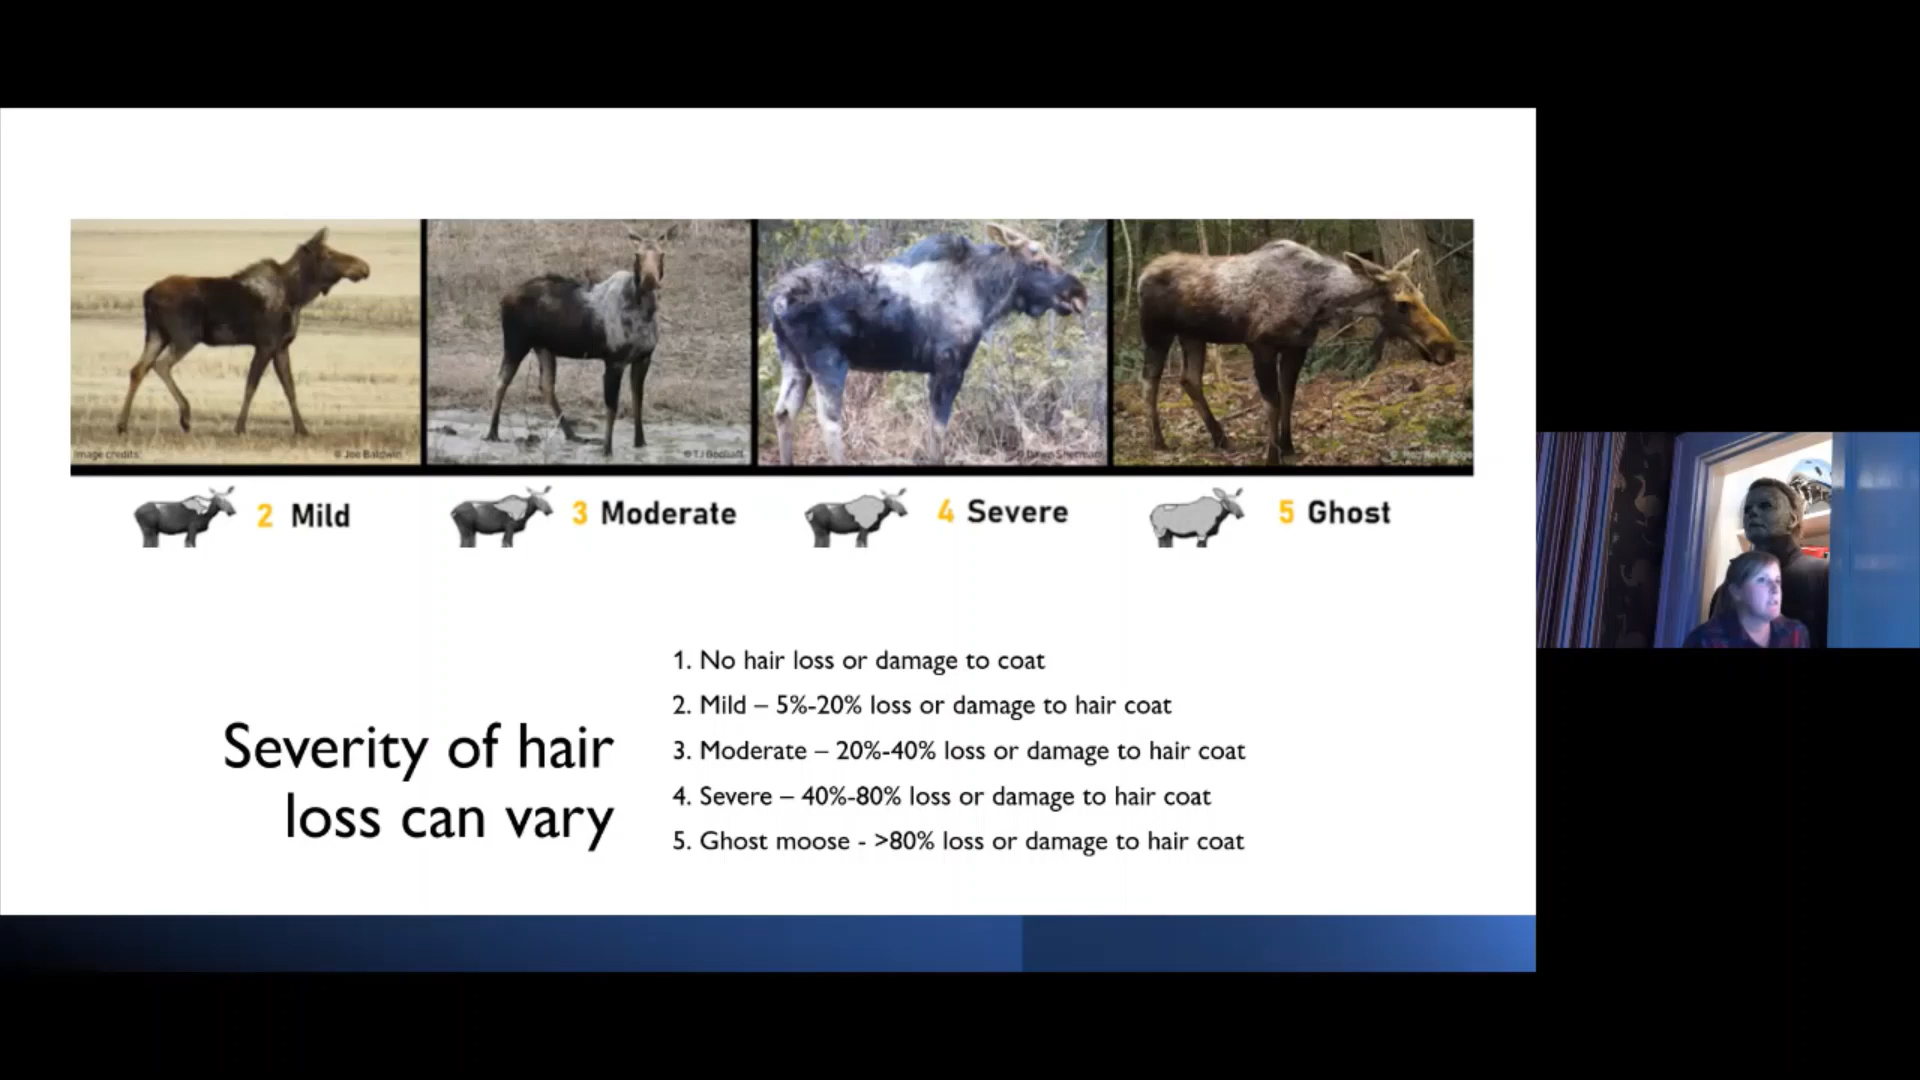 Image credits:
© Joe Baldwin
© TJ
© Dawn Sherman
2 Mild
3 Moderate
4 Severe
5 Ghost
Severity of hair
loss can vary
1. No hair loss or damage to coat
2. Mild – 5%-20% loss or damage to hair coat
3. Moderate – 20%-40% loss or damage to hair coat
4. Severe – 40%-80% loss or damage to hair coat
5. Ghost moose - >80% loss or damage to hair coat